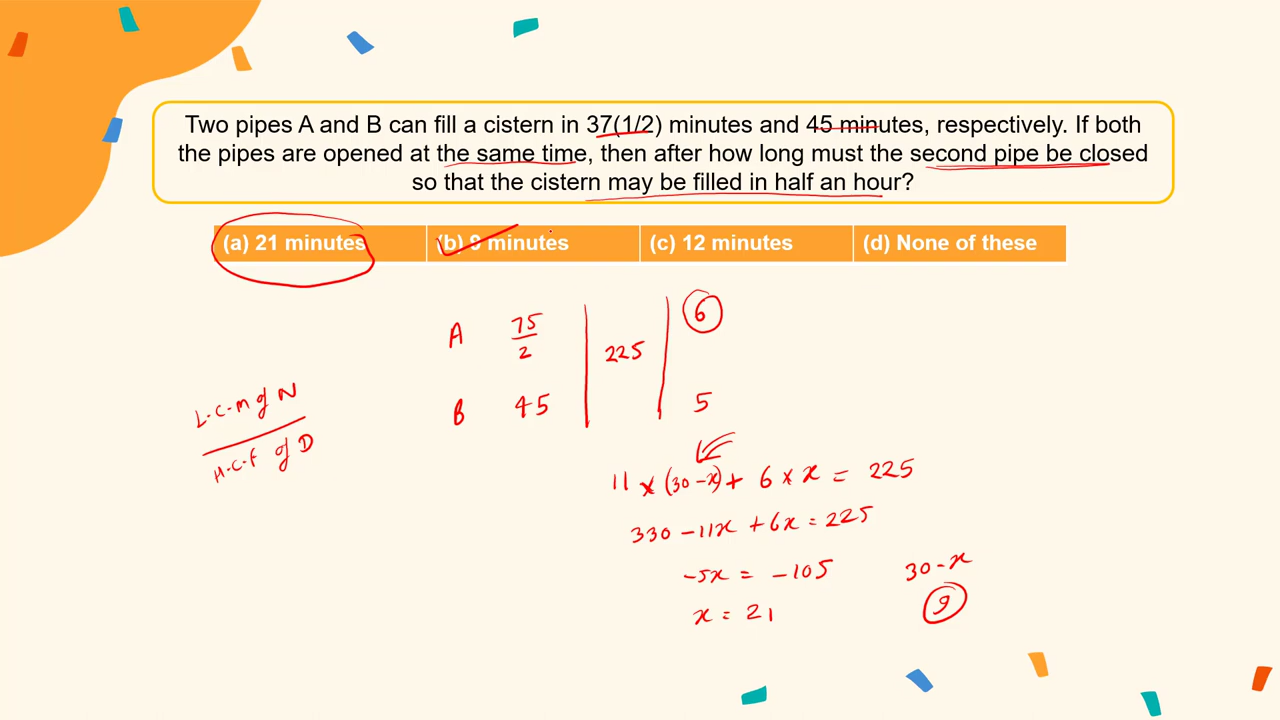 Two pipes A and B can fill a cistern in 37(1/2) minutes and 45 minutes, respectively. If both
the pipes are opened at the same time, then after how long must the second pipe be closed
so that the cistern may be filled in half an hour?
(a) 21 minutes (b) 9 minutes (c) 12 minutes (d) None of these
A 75/2 225 6
B 45 5
L.C.M of N
H.C.F of D
11 × (30 - x) + 6 × x = 225
330 - 11x + 6x = 225
-5x = -105 30 - x
x = 21 9